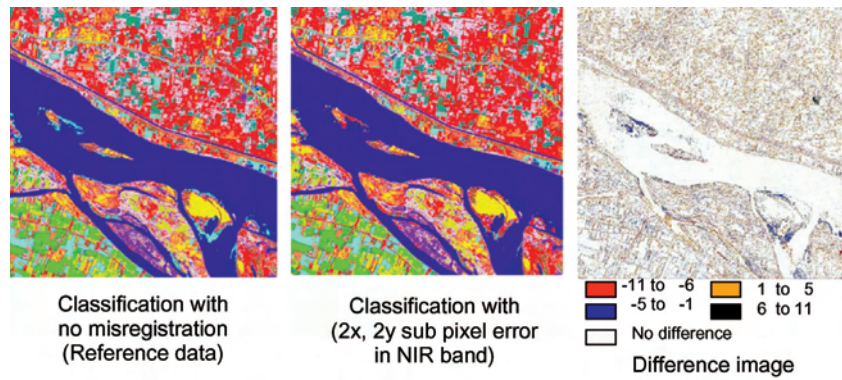 Classification with
no misregistration
(Reference data)
Classification with
(2x, 2y sub pixel error
in NIR band)
-11 to -6
1 to 5
-5 to -1
6 to 11
No difference
Difference image